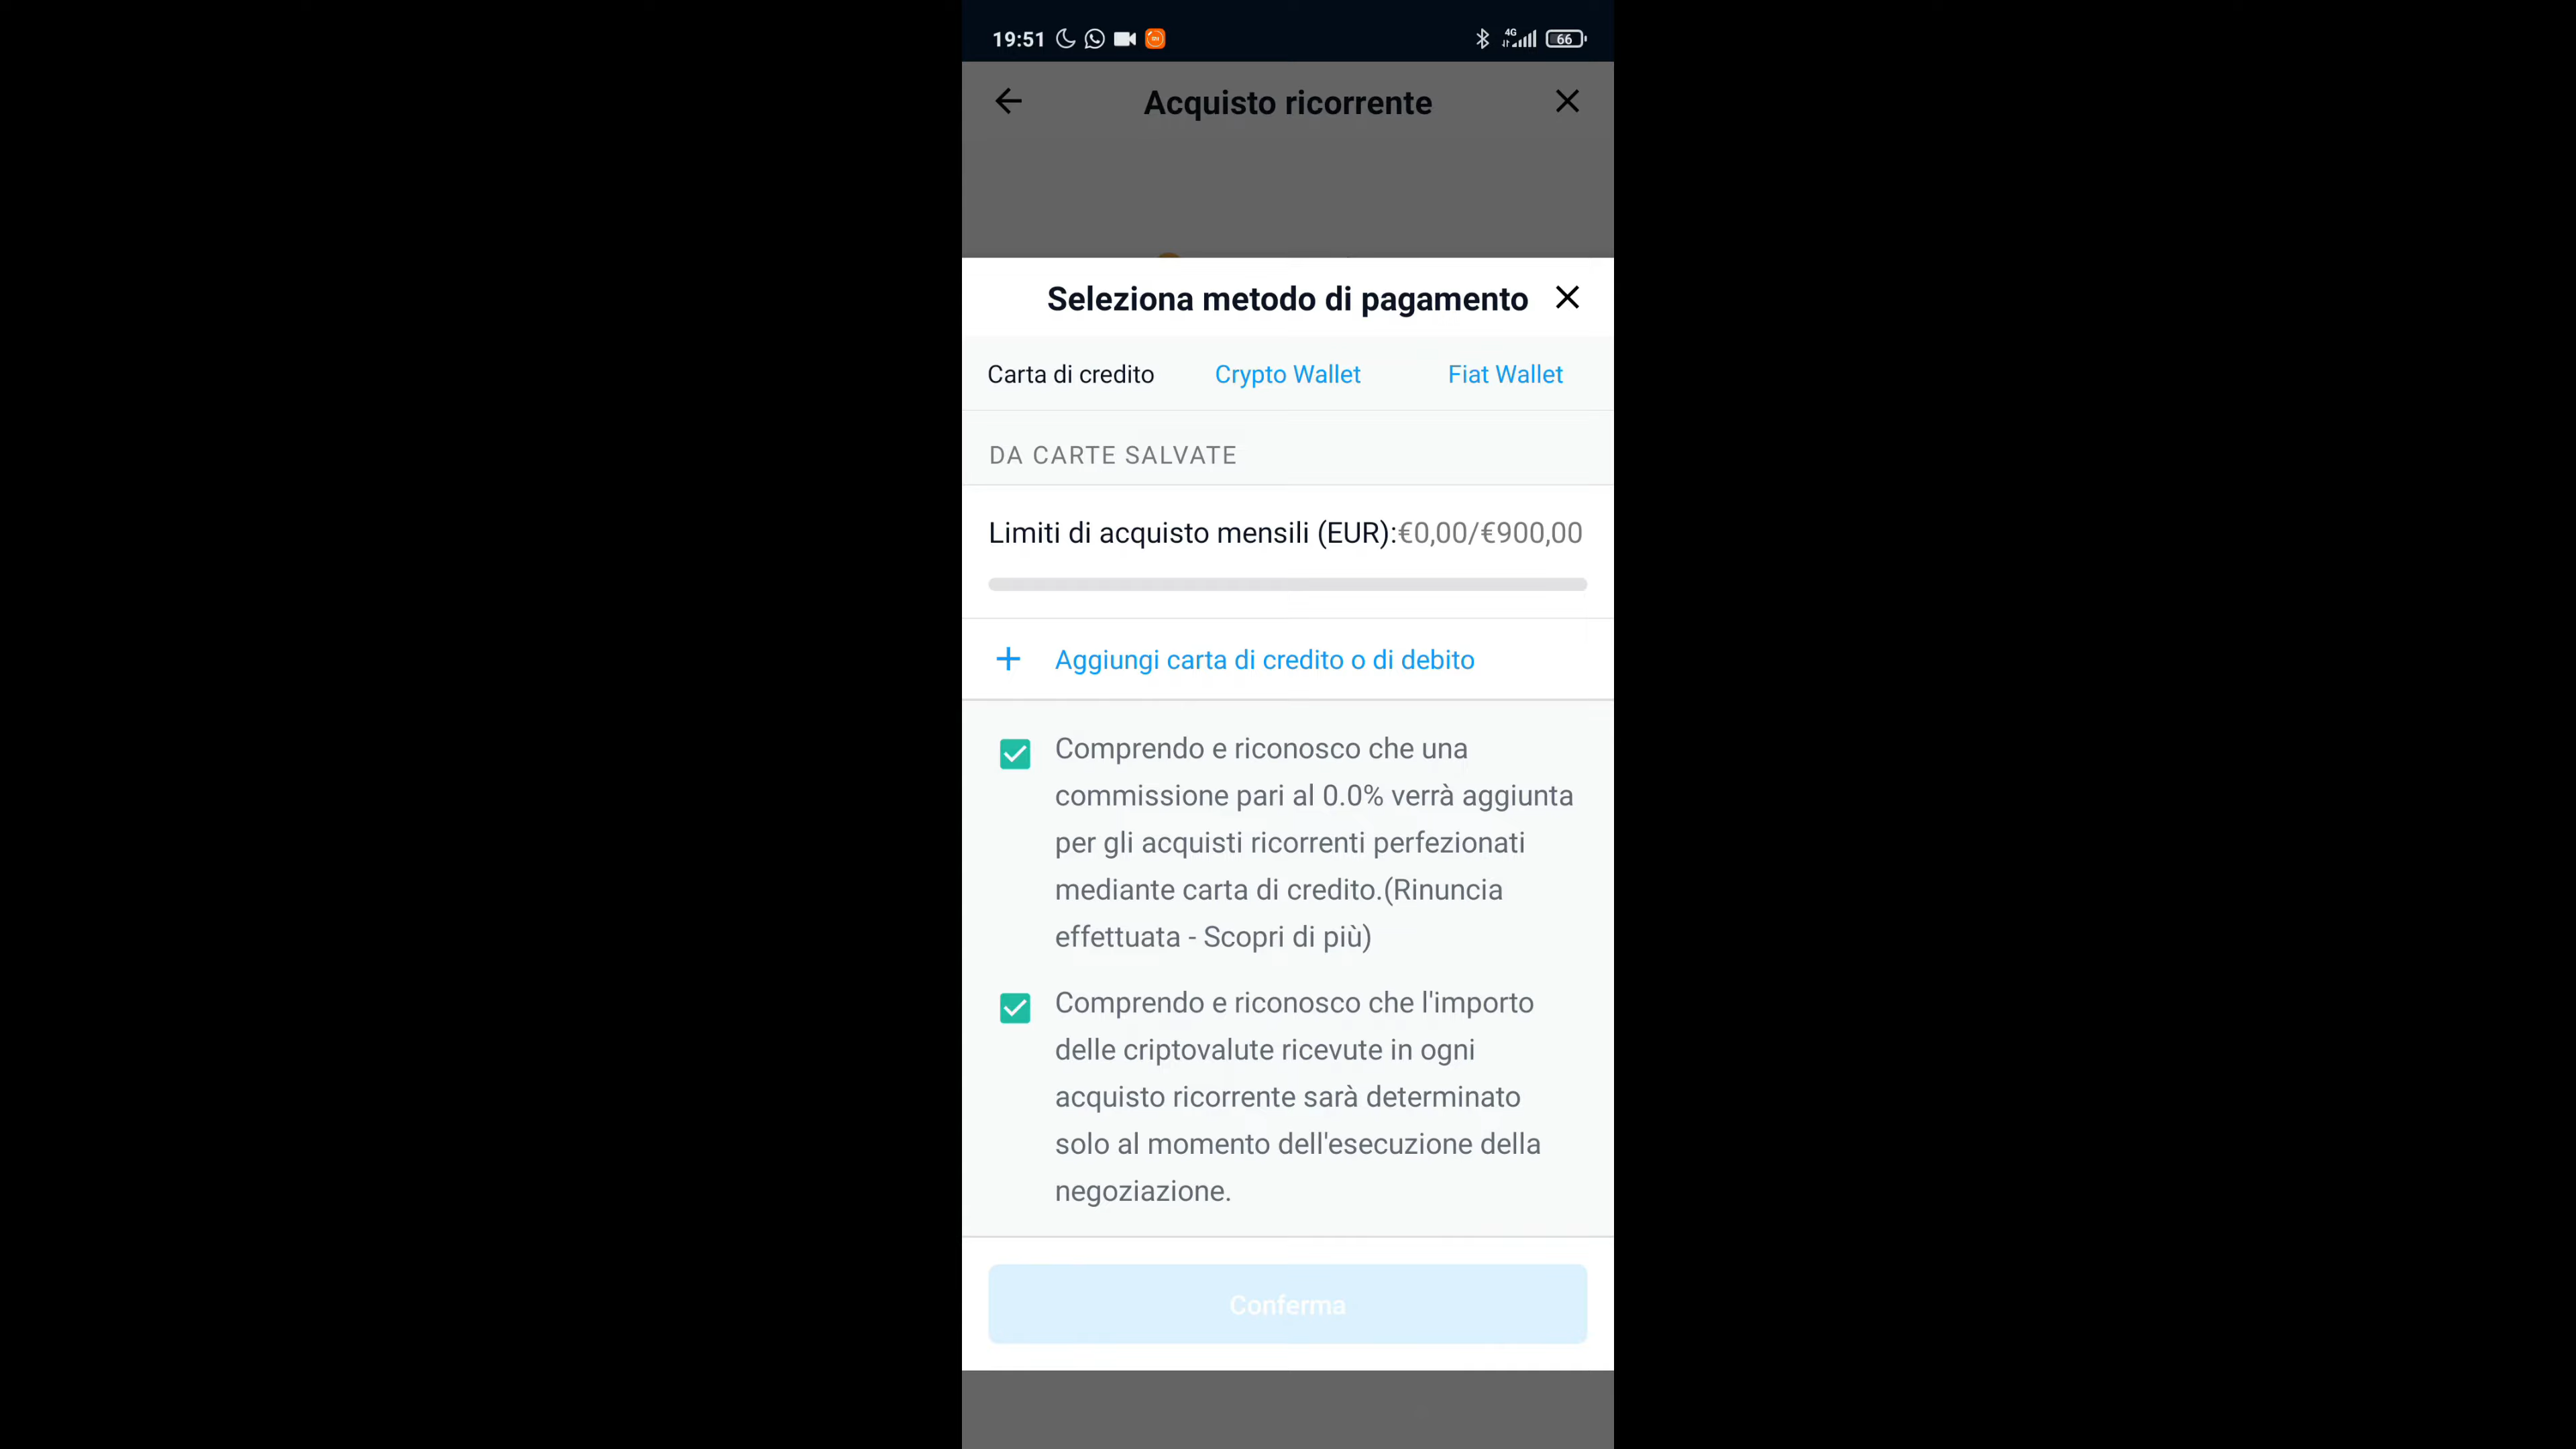 19:51
4G
66
Acquisto ricorrente
Seleziona metodo di pagamento
Carta di credito Crypto Wallet Fiat Wallet
DA CARTE SALVATE
Limiti di acquisto mensili (EUR):€0,00/€900,00
+ Aggiungi carta di credito o di debito
Comprendo e riconosco che una
commissione pari al 0.0% verrà aggiunta
per gli acquisti ricorrenti perfezionati
mediante carta di credito.(Rinuncia
effettuata - Scopri di più)
Comprendo e riconosco che l'importo
delle criptovalute ricevute in ogni
acquisto ricorrente sarà determinato
solo al momento dell'esecuzione della
negoziazione.
Conferma